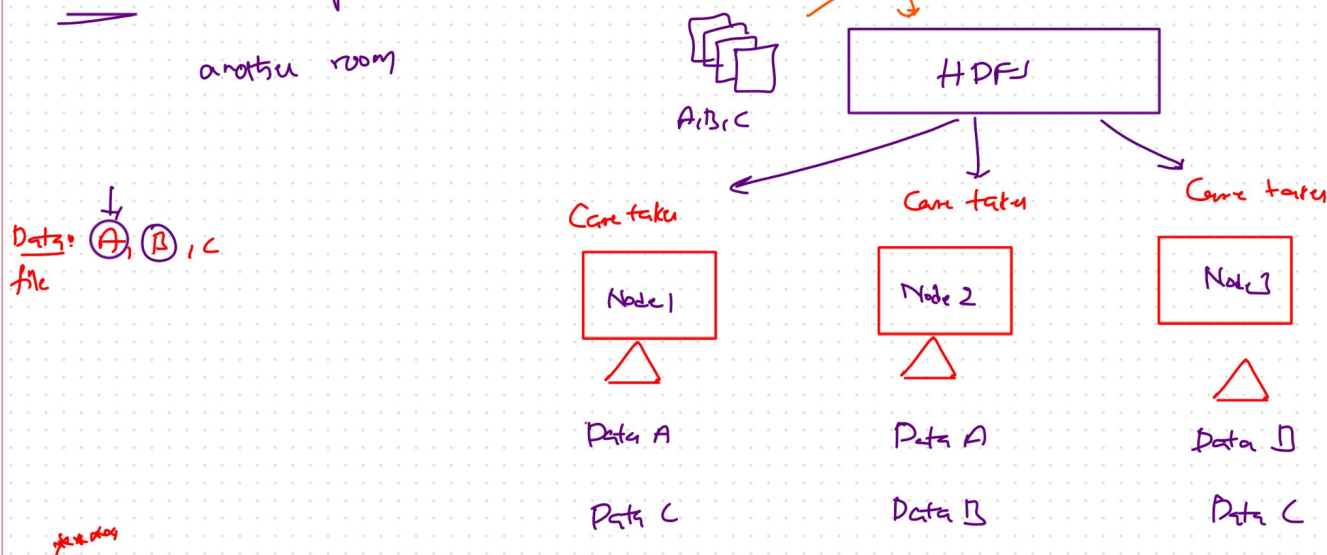 another room
HDFS
A,B,C
Care taker
Care taker
Care taker
Data: A, B, C
file
Node 1
Node 2
Node 3
Data A
Data A
Data B
Data C
Data B
Data C